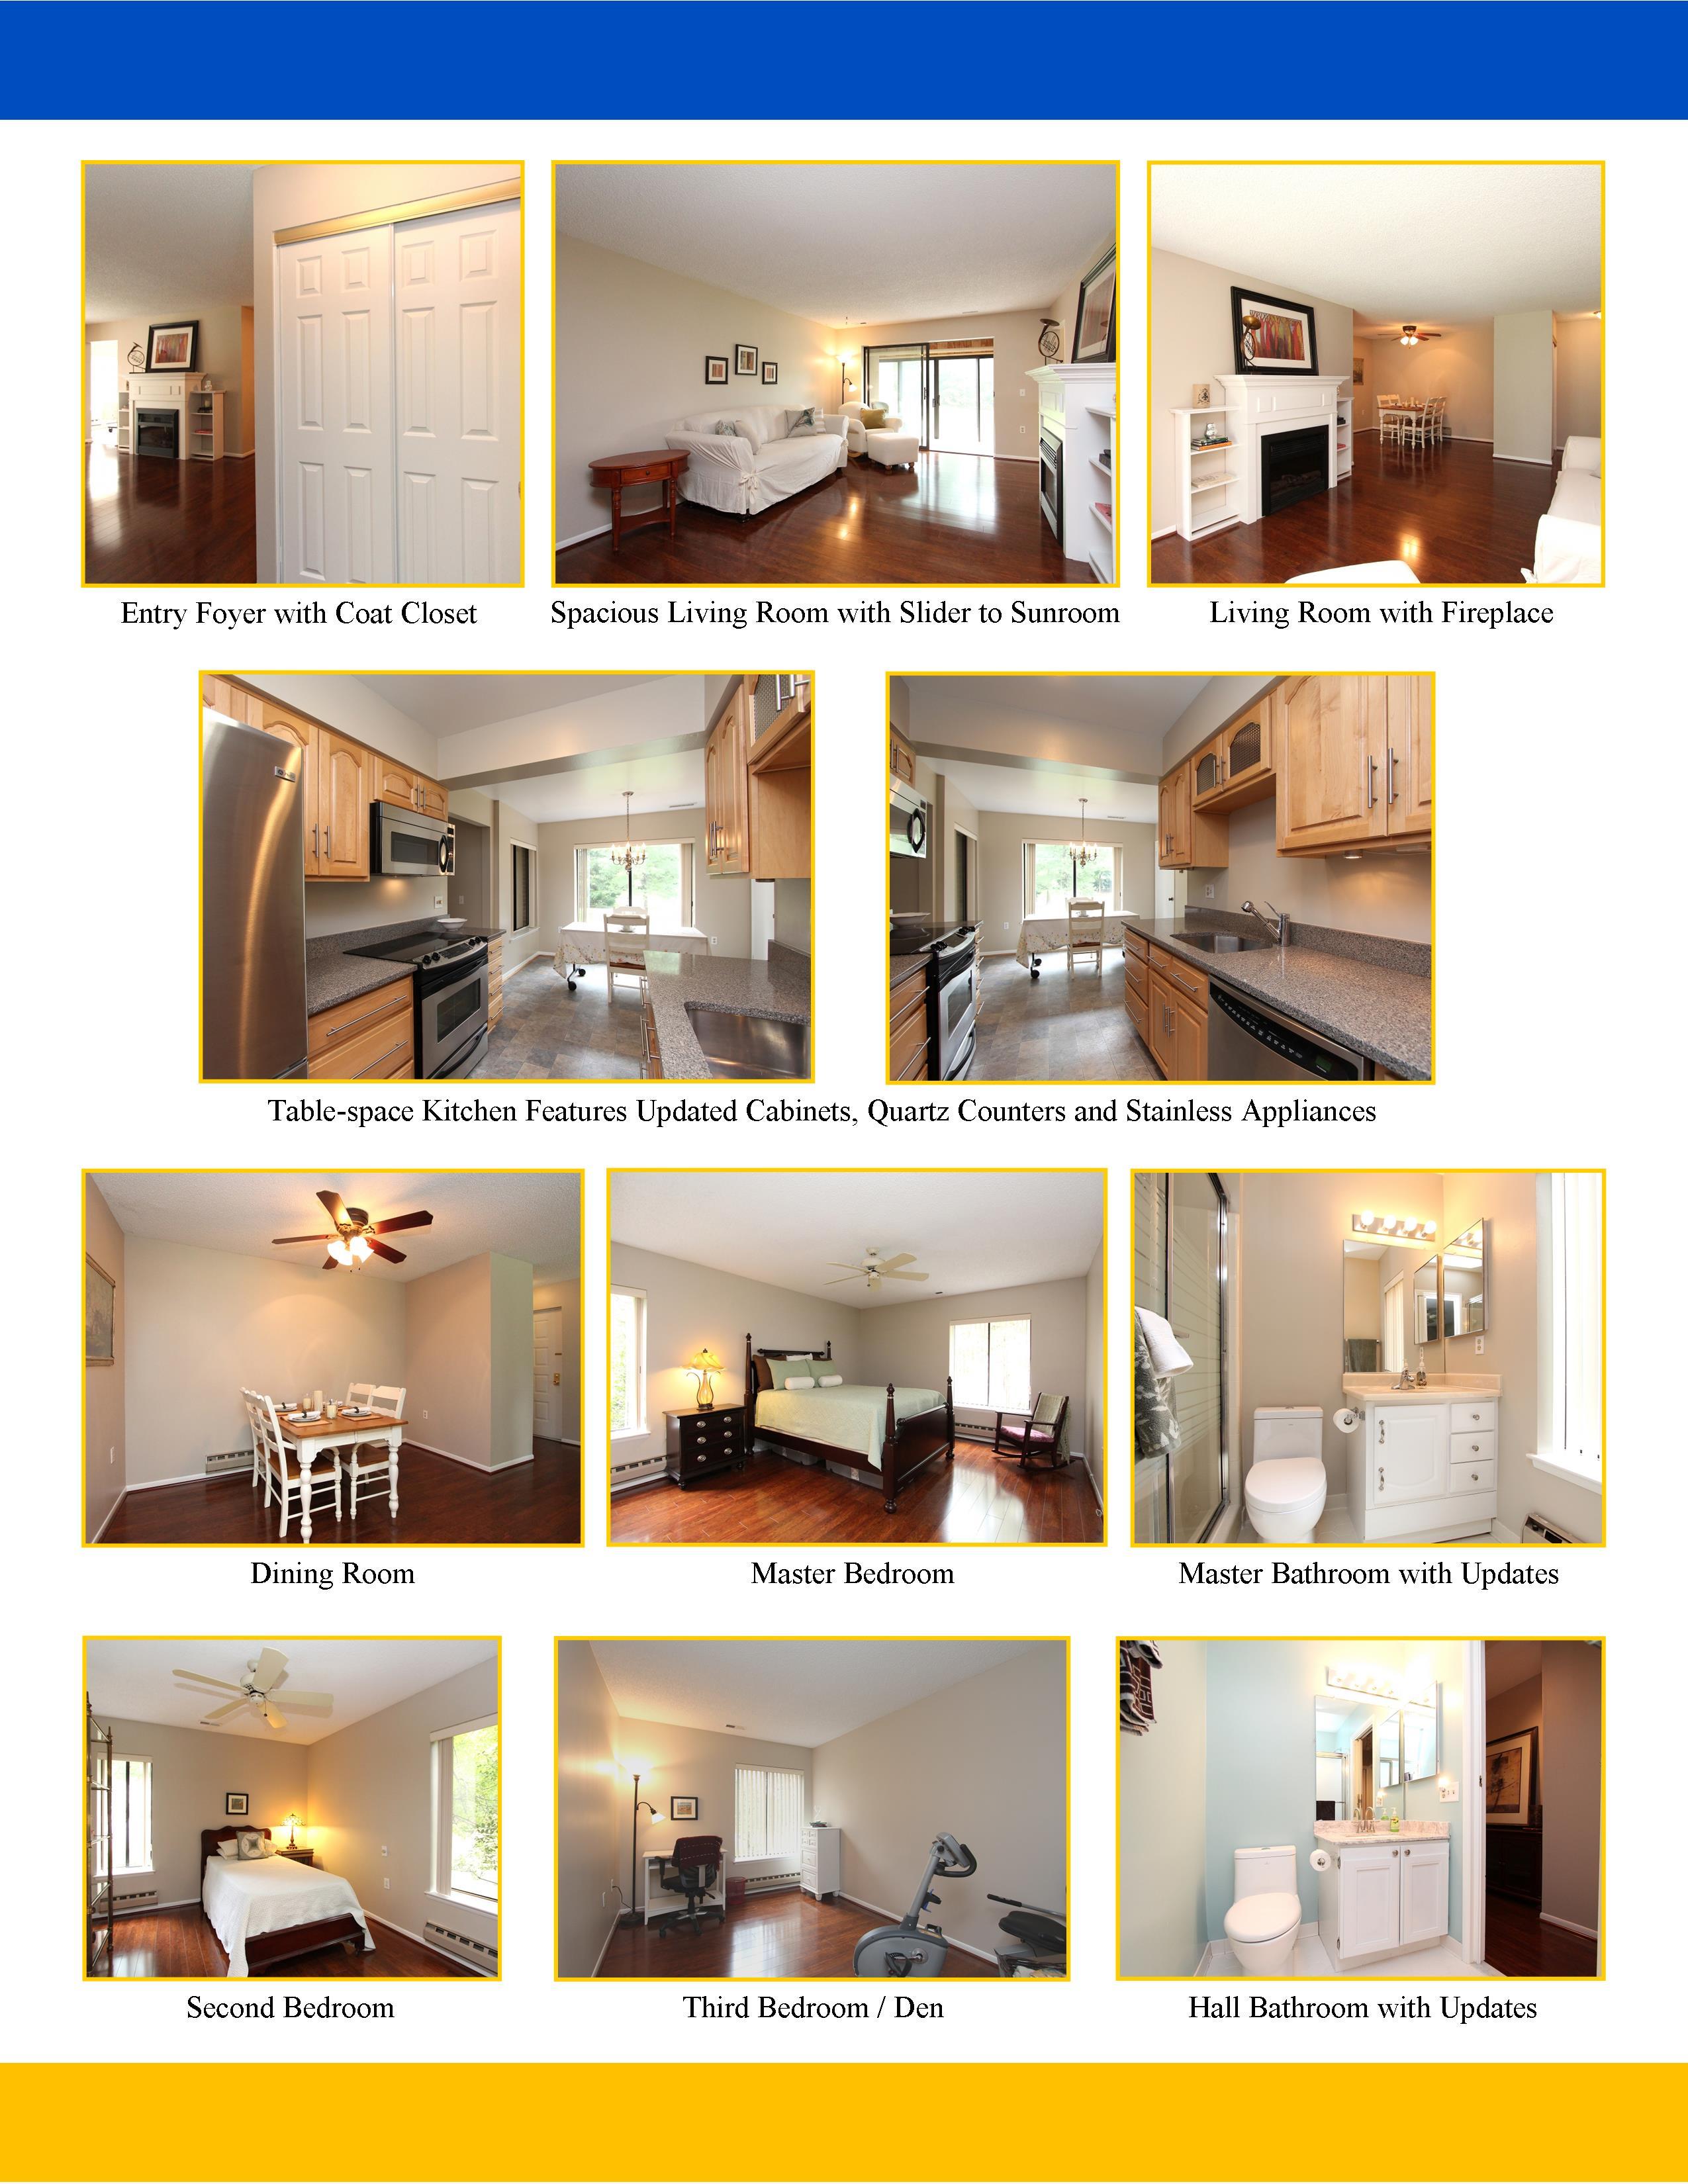 Entry Foyer with Coat Closet
Spacious Living Room with Slider to Sunroom
Living Room with Fireplace
Table-space Kitchen Features Updated Cabinets, Quartz Counters and Stainless Appliances
Dining Room
Master Bedroom
Master Bathroom with Updates
Second Bedroom
Third Bedroom / Den
Hall Bathroom with Updates